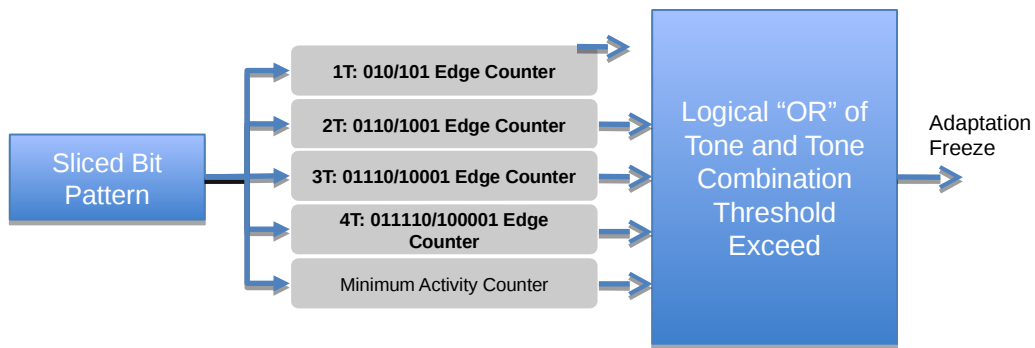 Sliced Bit
Pattern
1T: 010/101 Edge Counter
2T: 0110/1001 Edge Counter
3T: 01110/10001 Edge Counter
4T: 011110/100001 Edge
Counter
Minimum Activity Counter
Logical “OR” of
Tone and Tone
Combination
Threshold
Exceed
Adaptation
Freeze